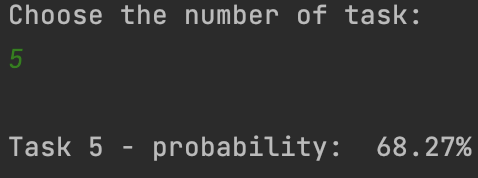 Choose the number of task:
5
Task 5 - probability:  68.27%